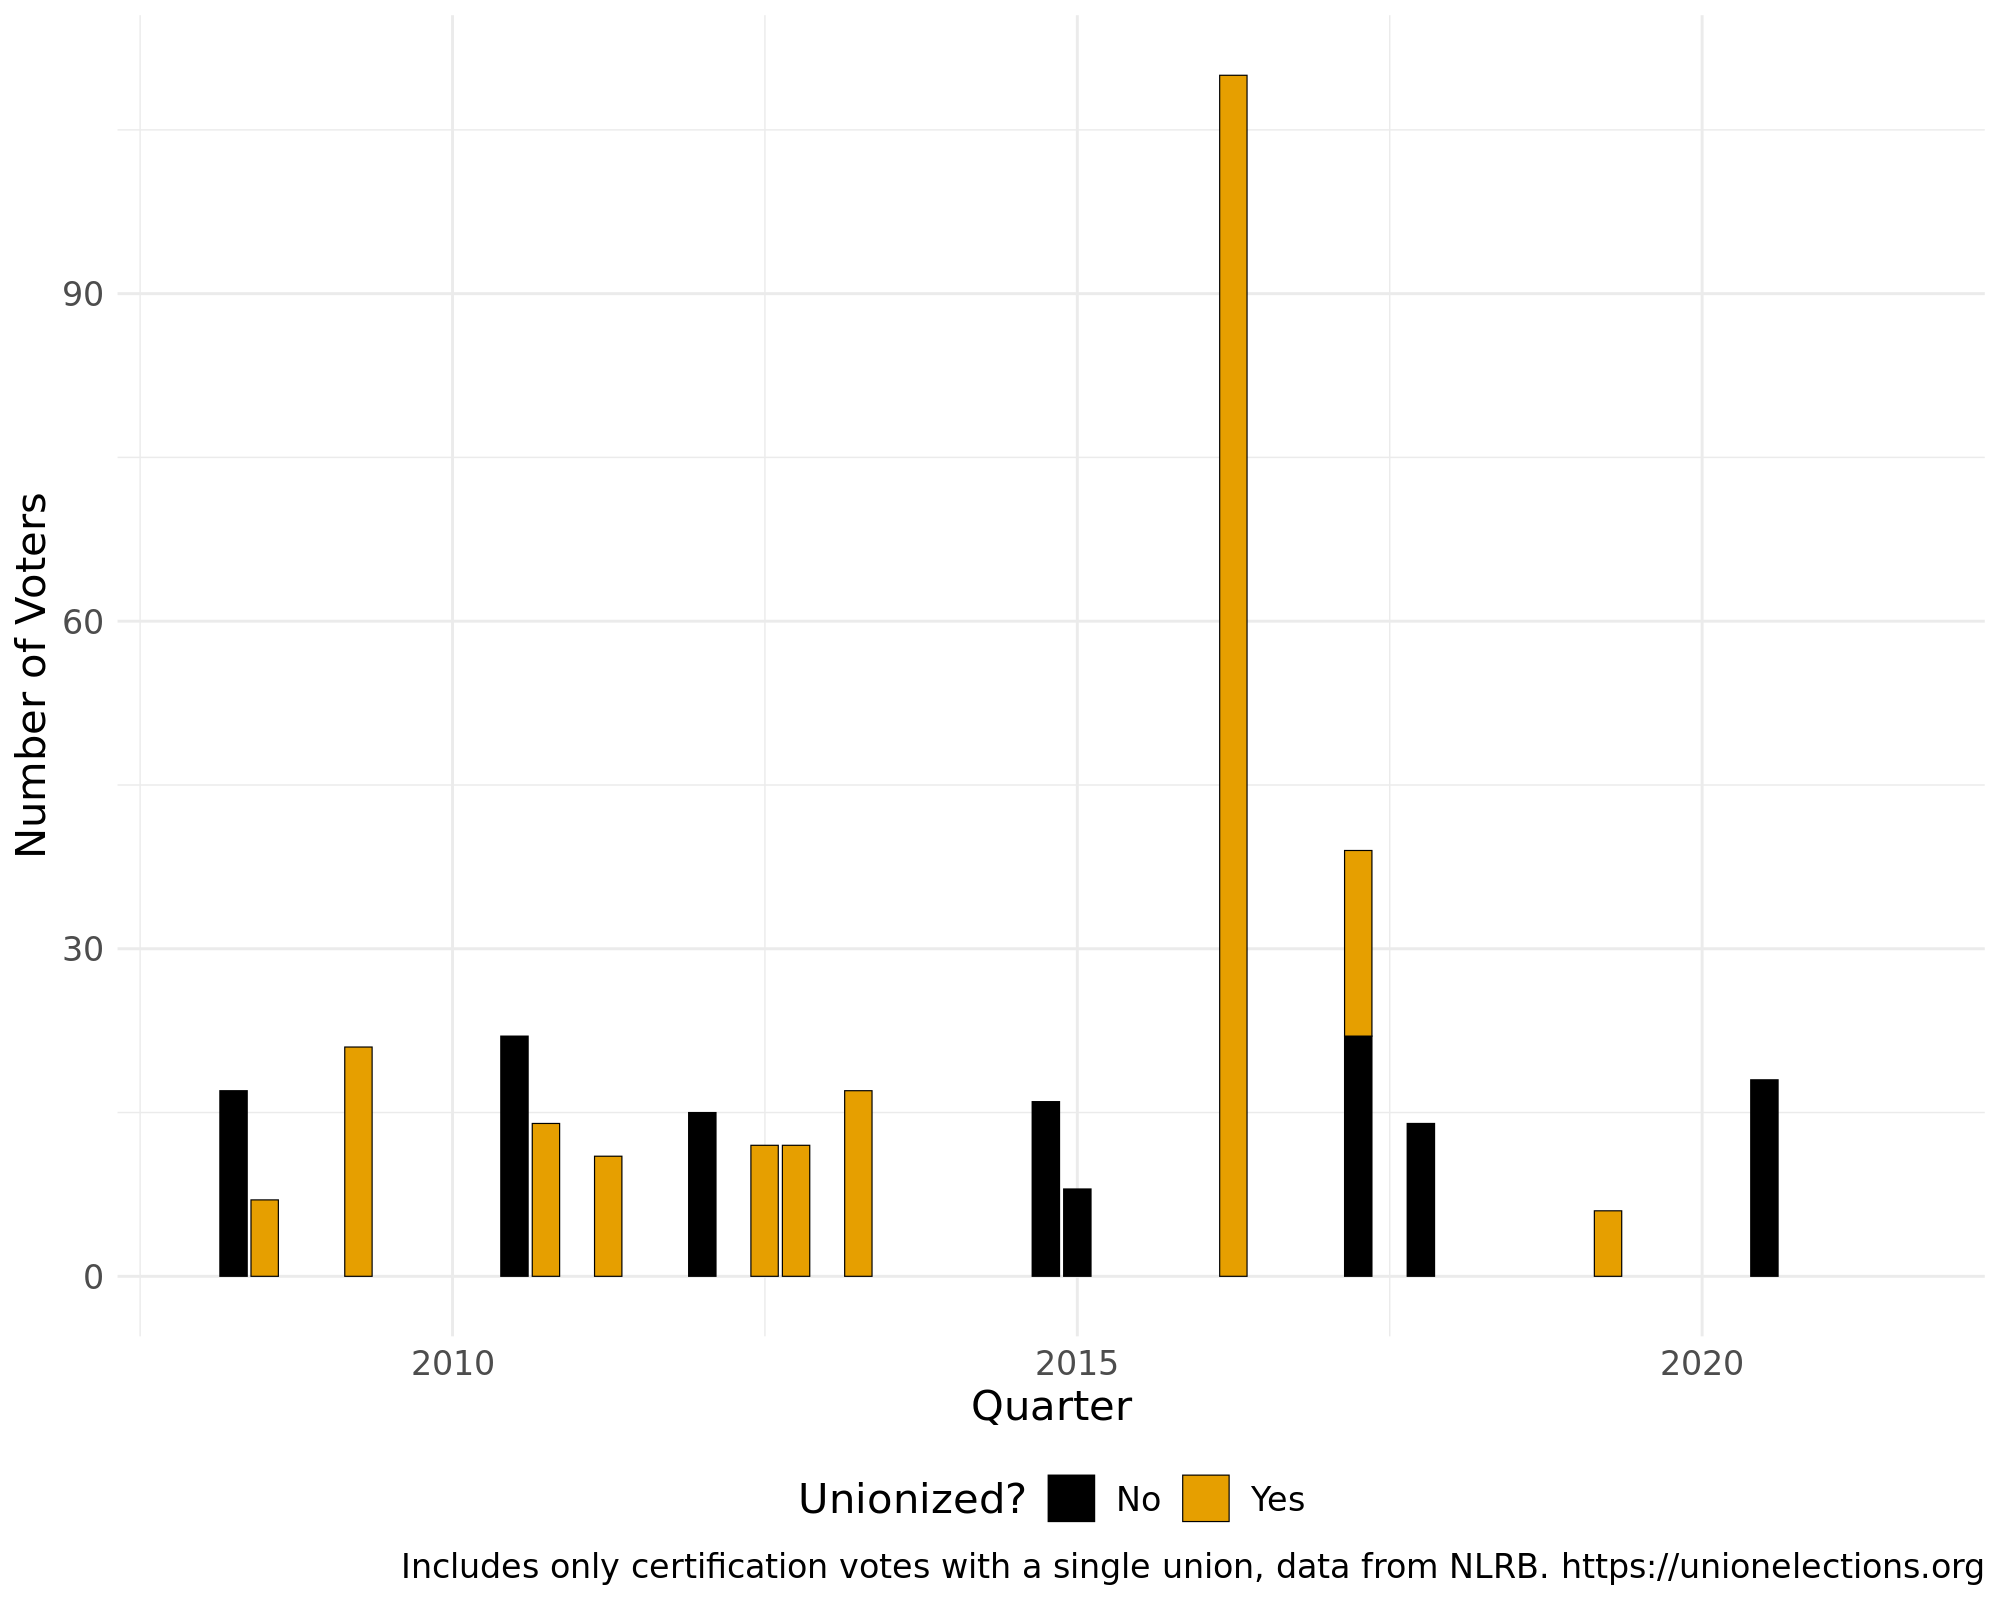 Number of Voters
90
60
30
0
2010 2015 2020
Quarter
Unionized? No Yes
Includes only certification votes with a single union, data from NLRB. https://unionelections.org